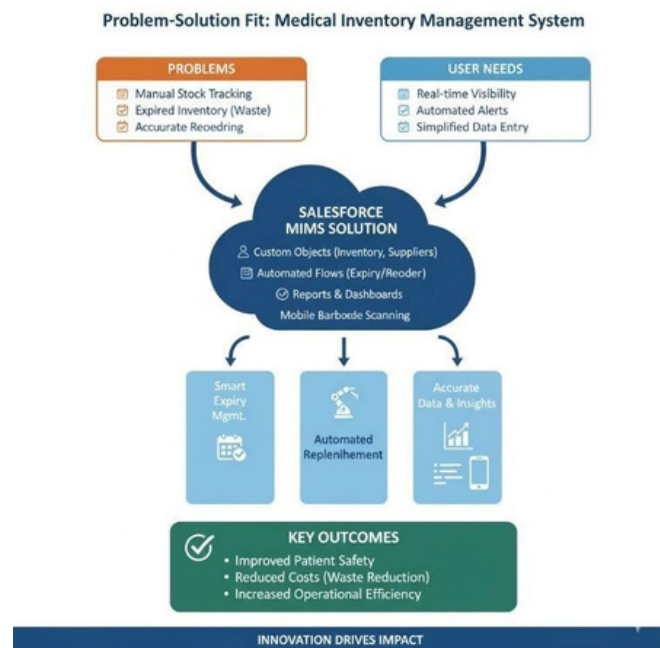 Problem-Solution Fit: Medical Inventory Management System
PROBLEMS
Manual Stock Tracking
Expired Inventory (Waste)
Accuurate Reoedring
USER NEEDS
Real-time Visibility
Automated Alerts
Simplified Data Entry
SALESFORCE
MIMS SOLUTION
Custom Objects (Inventory, Suppliers)
Automated Flows (Expiry/Reoder)
Reports & Dashboards
Mobile Barbode Scanning
Smart
Expiry
Mgmt.
Automated
Replenihement
Accurate
Data & Insights
KEY OUTCOMES
• Improved Patient Safety
• Reduced Costs (Waste Reduction)
• Increased Operational Efficiency
INNOVATION DRIVES IMPACT